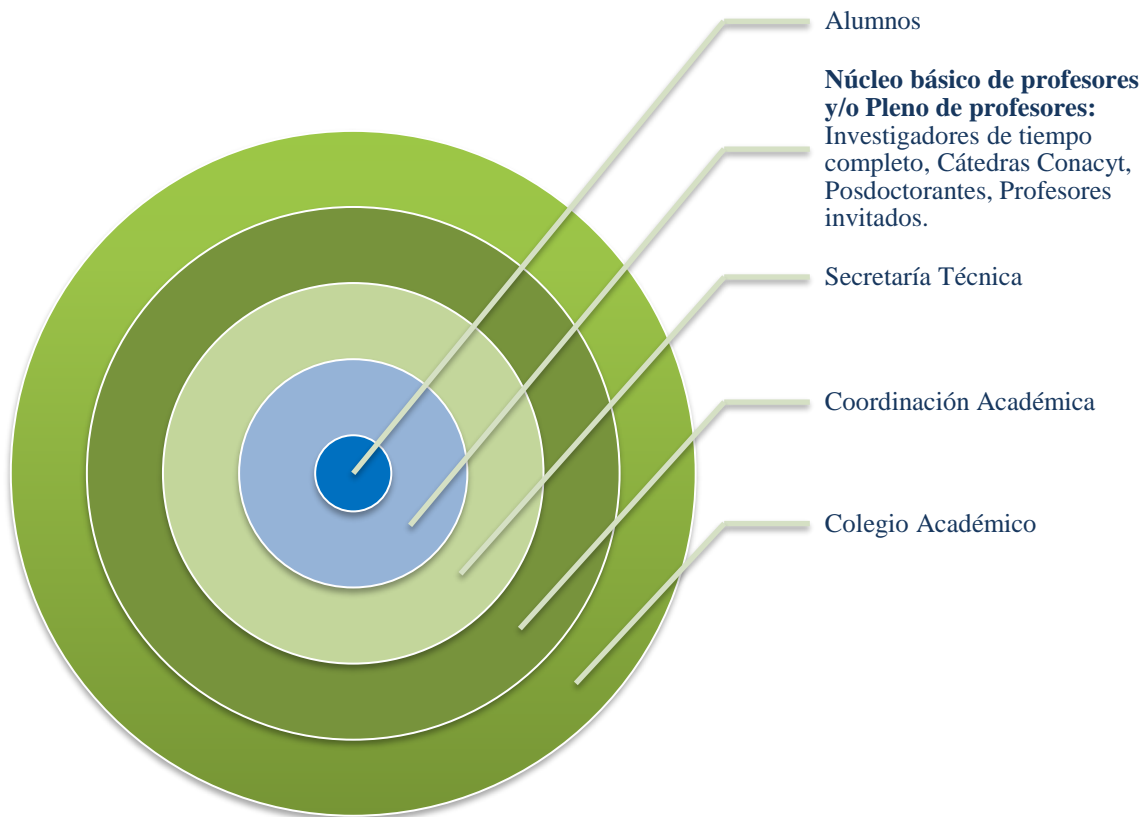 Alumnos
Núcleo básico de profesores
y/o Pleno de profesores:
Investigadores de tiempo
completo, Cátedras Conacyt,
Posdoctorantes, Profesores
invitados.
Secretaría Técnica
Coordinación Académica
Colegio Académico